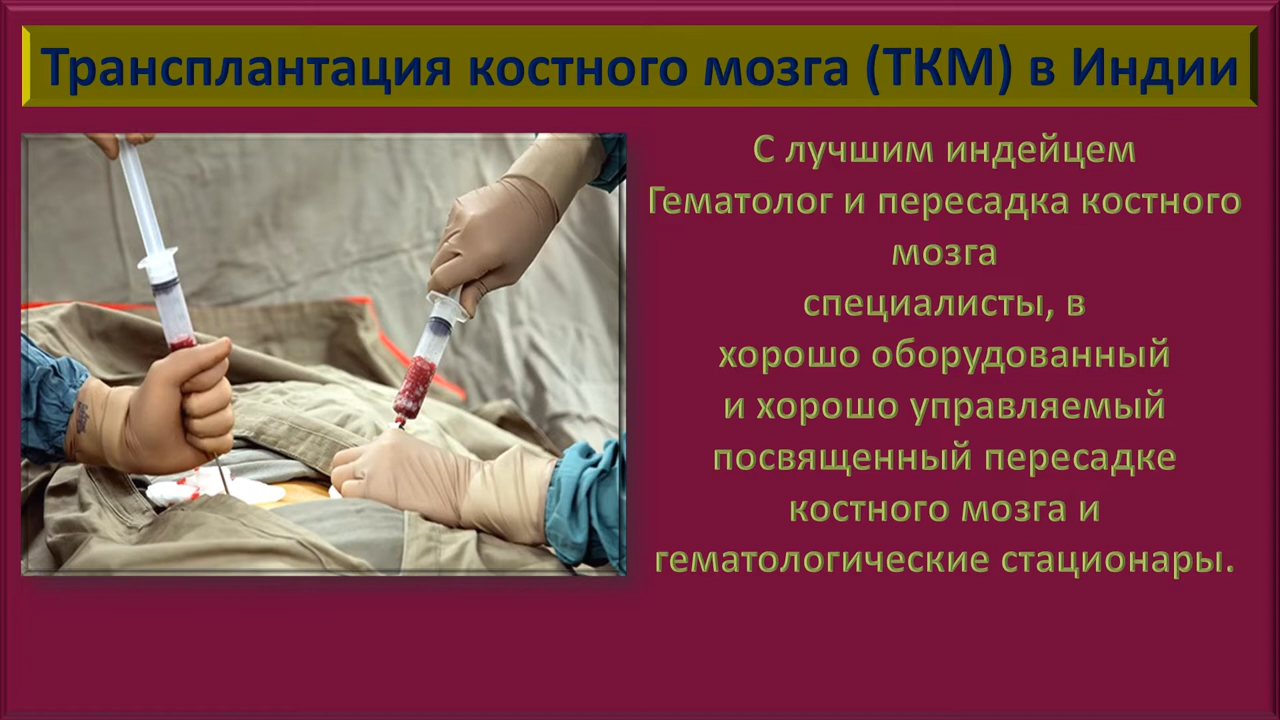 Трансплантация костного мозга (ТКМ) в Индии
С лучшим индейцем
Гематолог и пересадка костного
мозга
специалисты, в
хорошо оборудованный
и хорошо управляемый
посвященный пересадке
костного мозга и
гематологические стационары.